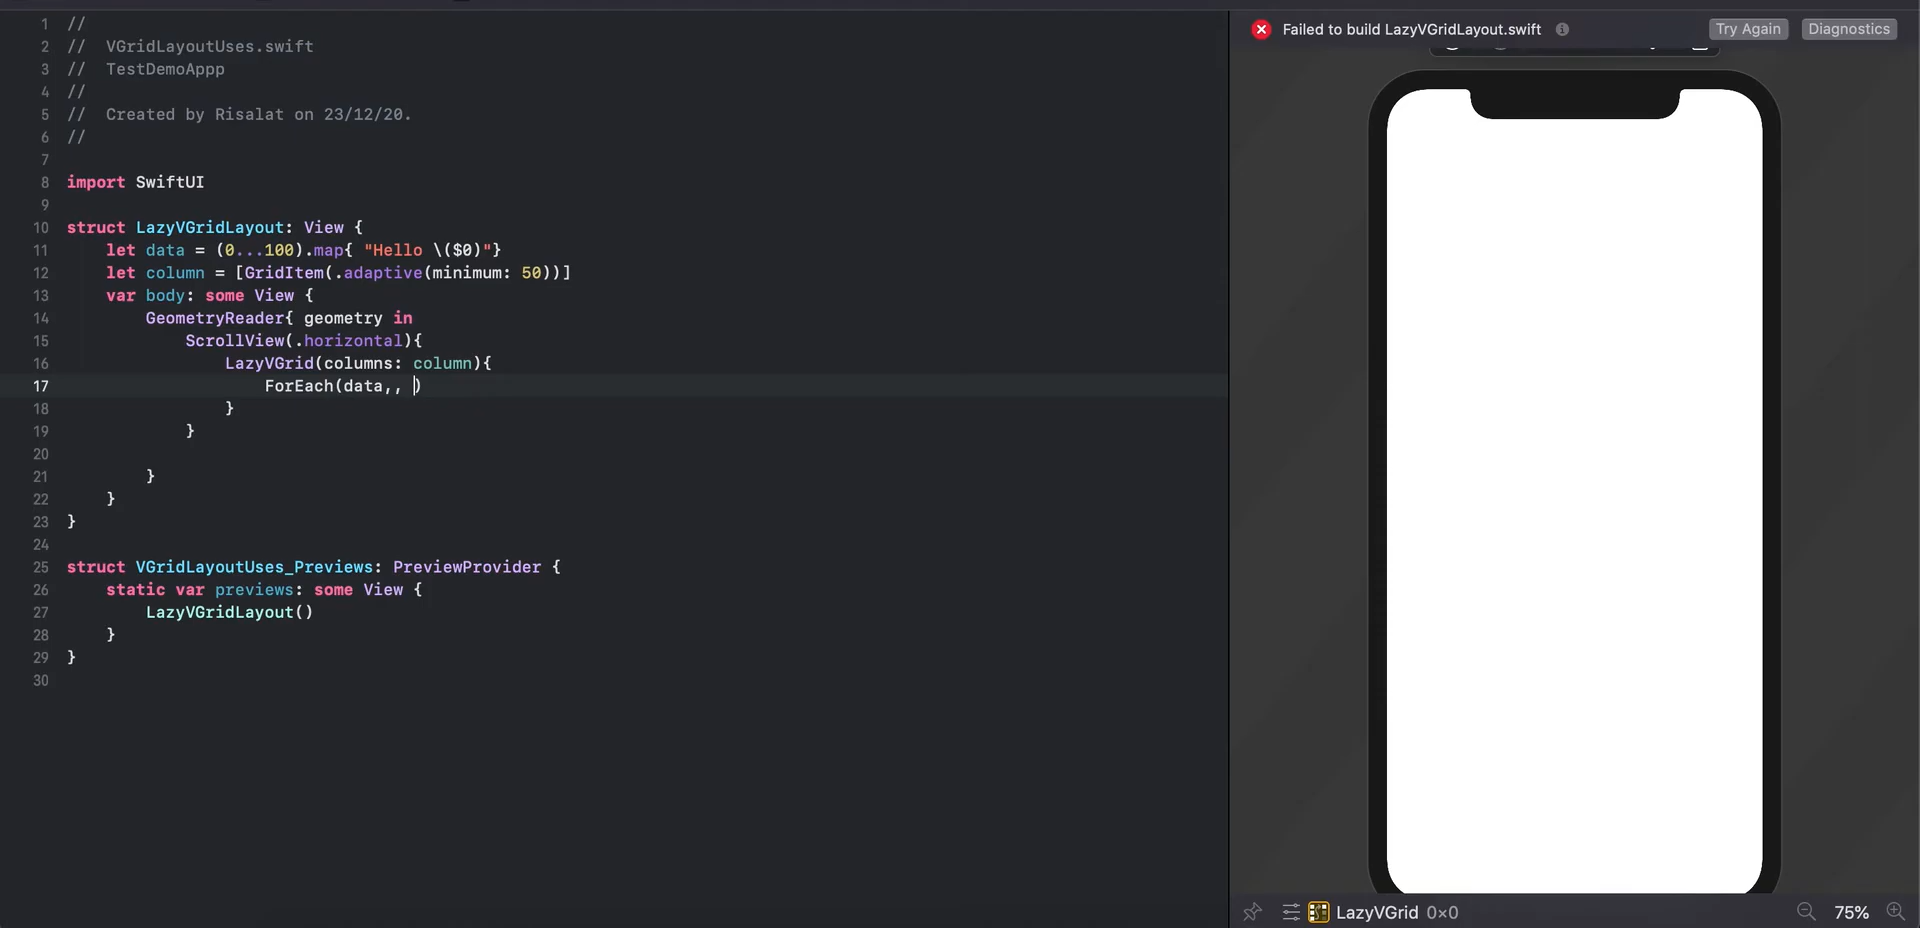 1 //
2 //  VGridLayoutUses.swift
3 //  TestDemoAppp
4 //
5 //  Created by Risalat on 23/12/20.
6 //
7
8 import SwiftUI
9
10 struct LazyVGridLayout: View {
11     let data = (0...100).map{ "Hello \($0)"}
12     let column = [GridItem(.adaptive(minimum: 50))]
13     var body: some View {
14         GeometryReader{ geometry in
15             ScrollView(.horizontal){
16                 LazyVGrid(columns: column){
17                     ForEach(data,, )
18                 }
19             }
20
21         }
22     }
23 }
24
25 struct VGridLayoutUses_Previews: PreviewProvider {
26     static var previews: some View {
27         LazyVGridLayout()
28     }
29 }
30
Failed to build LazyVGridLayout.swift
Try Again
Diagnostics
LazyVGrid 0×0
75%